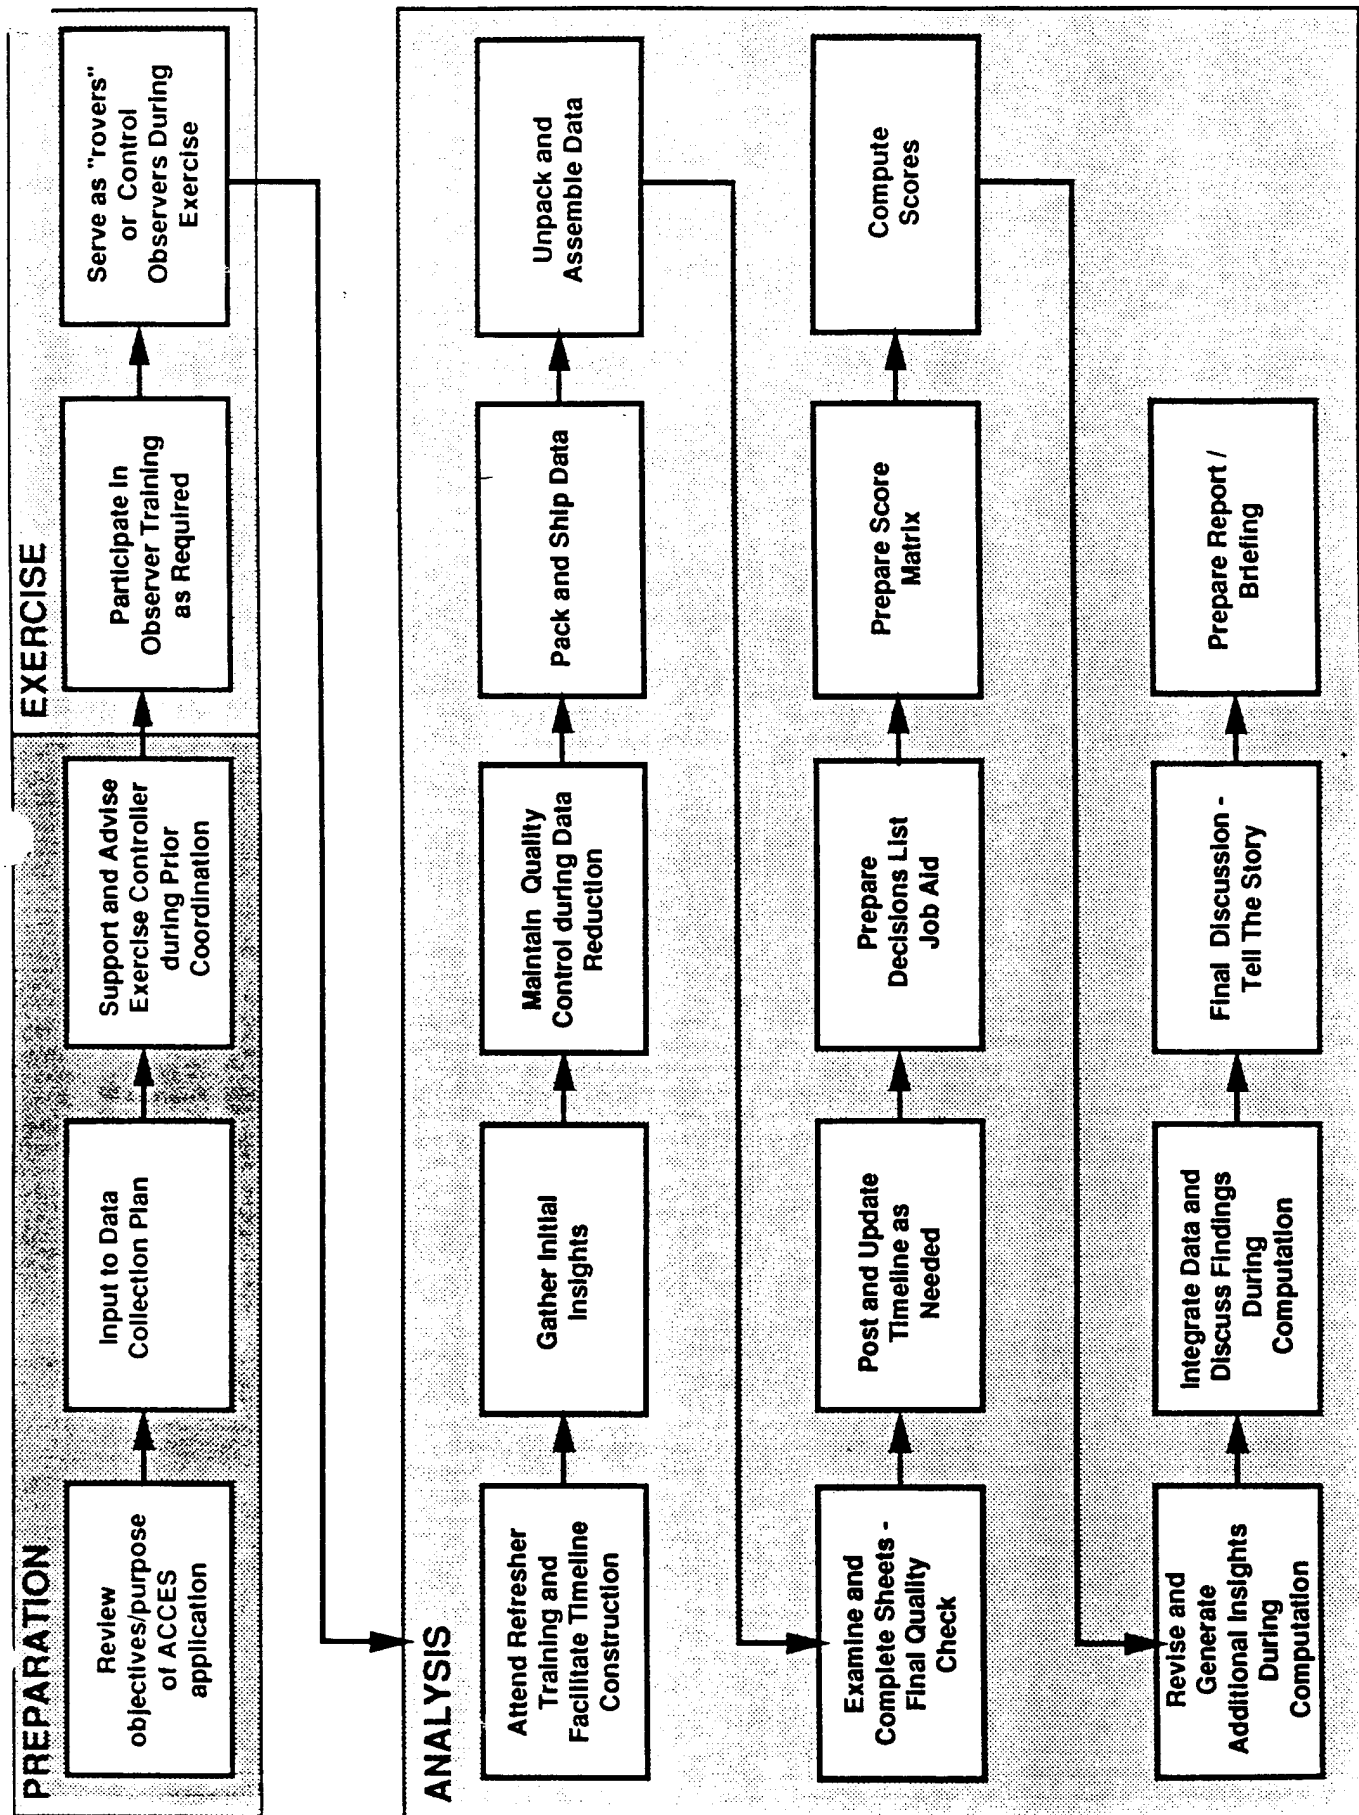 PREPARATION
Review
objectives/purpose
of ACCES
application
Input to Data
Collection Plan
Support and Advise
Exercise Controller
during Prior
Coordination
EXERCISE
Participate In
Observer Training
as Required
Serve as "rovers"
or Control
Observers During
Exercise
ANALYSIS
Attend Refresher
Training and
Facilitate Timeline
Construction
Gather Initial
Insights
Maintain Quality
Control during Data
Reduction
Pack and Ship Data
Unpack and
Assemble Data
Examine and
Complete Sheets -
Final Quality
Check
Post and Update
Timeline as
Needed
Prepare
Decisions List
Job Aid
Prepare Score
Matrix
Compute
Scores
Revise and
Generate
Additional Insights
During
Computation
Integrate Data and
Discuss Findings
During
Computation
Final Discussion -
Tell The Story
Prepare Report /
Briefing